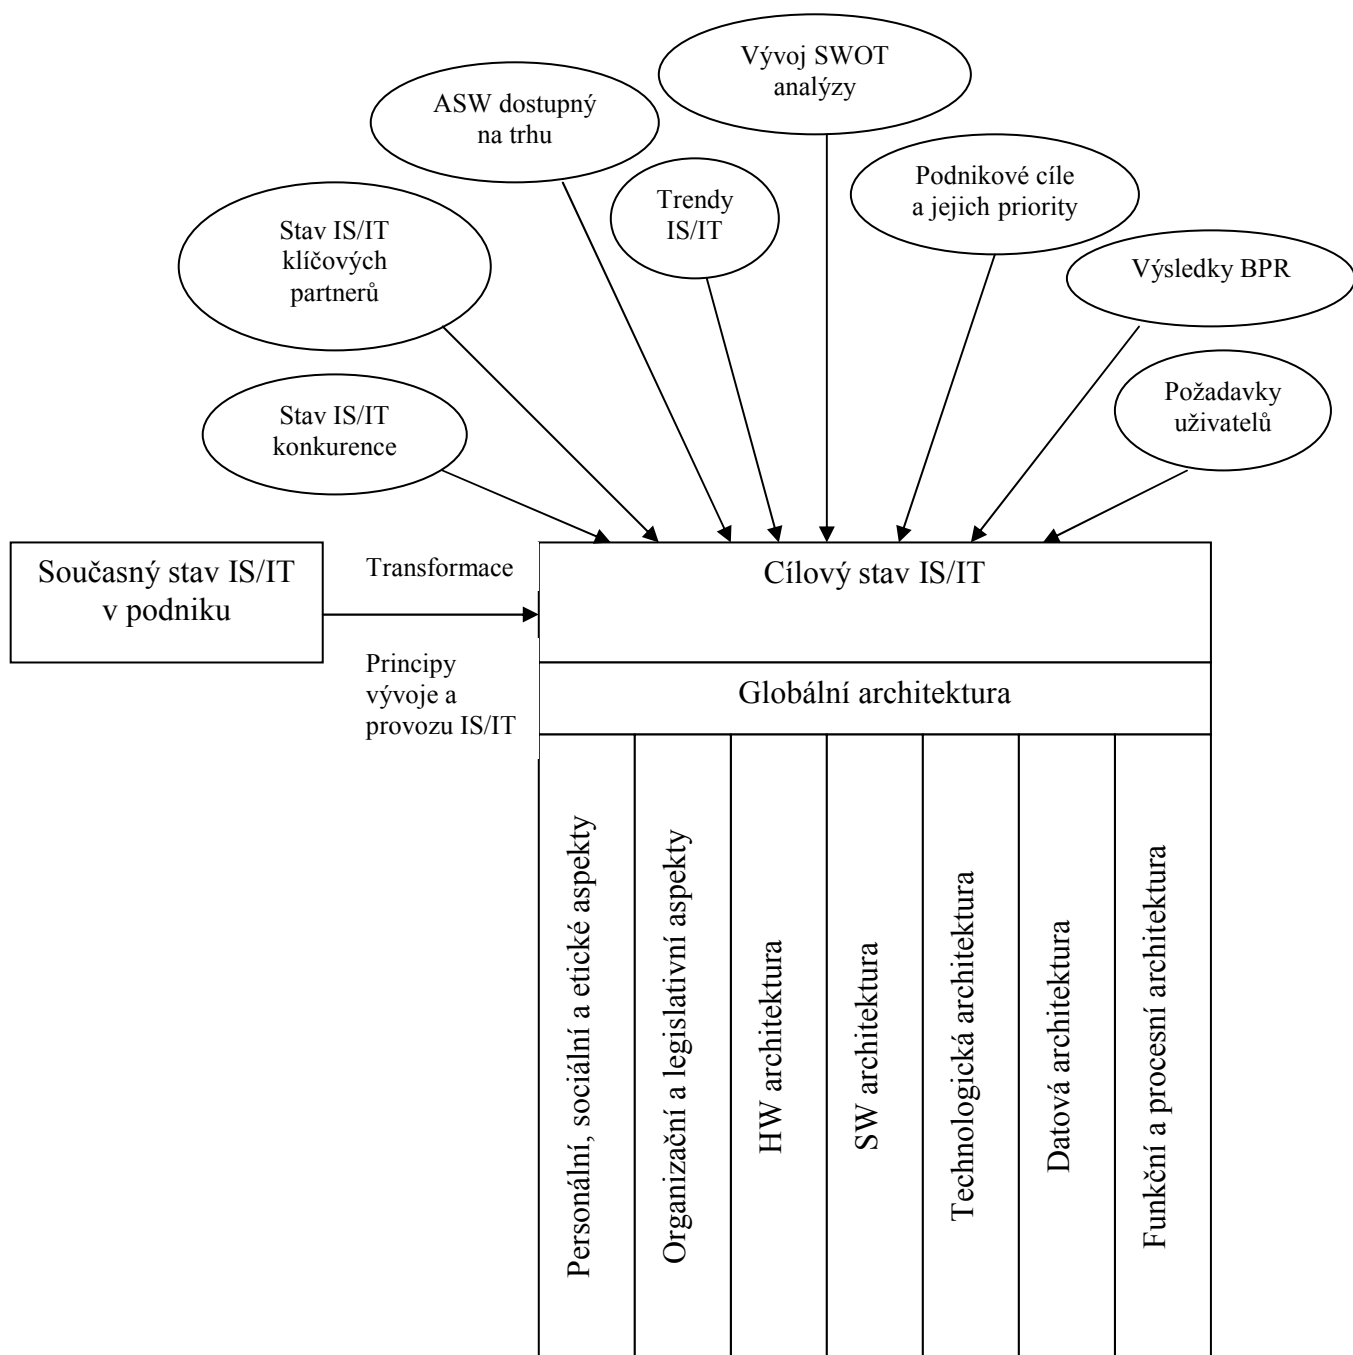 Vývoj SWOT
analýzy
ASW dostupný
na trhu
Trendy
IS/IT
Podnikové cíle
a jejich priority
Stav IS/IT
klíčových
partnerů
Výsledky BPR
Stav IS/IT
konkurence
Požadavky
uživatelů
Současný stav IS/IT
v podniku
Transformace
Principy
vývoje a
provozu IS/IT
Cílový stav IS/IT
Globální architektura
Personální, sociální a etické aspekty
Organizační a legislativní aspekty
HW architektura
SW architektura
Technologická architektura
Datová architektura
Funkční a procesní architektura